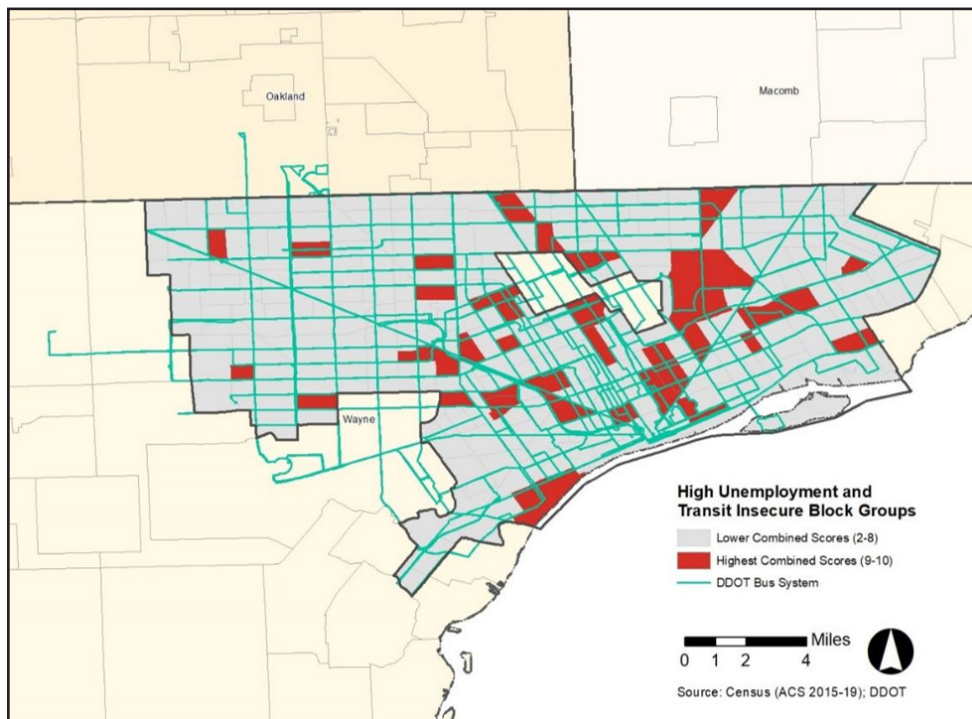 Oakland
Macomb
Wayne
High Unemployment and
Transit Insecure Block Groups
Lower Combined Scores (2-8)
Highest Combined Scores (9-10)
DDOT Bus System
Miles
0 1 2 4
Source: Census (ACS 2015-19); DDOT